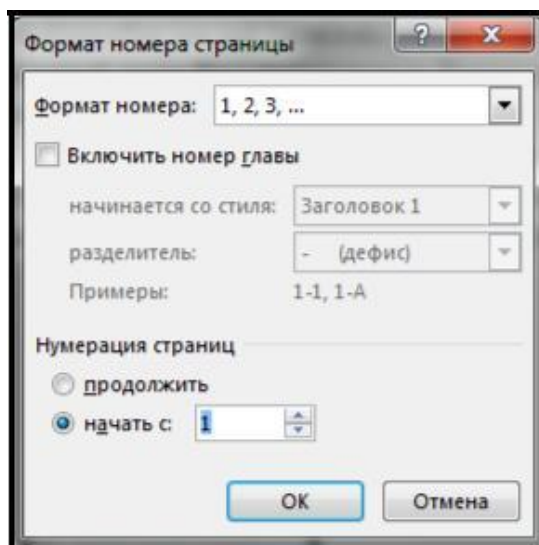 Формат номера страницы
Формат номера: 1, 2, 3, ...
Включить номер главы
начинается со стиля: Заголовок 1
разделитель: - (дефис)
Примеры: 1-1, 1-A
Нумерация страниц
продолжить
начать с: 1
ОК Отмена